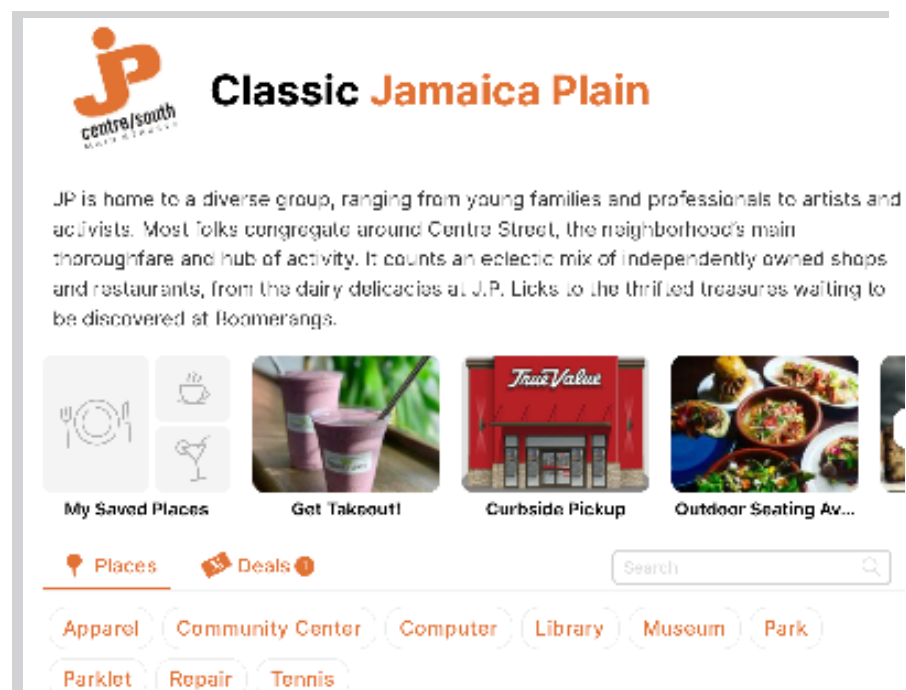 JP
centre/south
Main Streets
Classic Jamaica Plain
JP is home to a diverse group, ranging from young families and professionals to artists and
activists. Most folks congregate around Centre Street, the neighborhood's main
thoroughfare and hub of activity. It counts an eclectic mix of independently owned shops
and restaurants, from the dairy delicacies at J.P. Licks to the thrifted treasures waiting to
be discovered at Boomerangs.
True Value
My Saved Places
Get Takeout!
Curbside Pickup
Outdoor Seating Av...
Places
Deals 1
Search
Apparel
Community Center
Computer
Library
Museum
Park
Parklet
Repair
Tennis